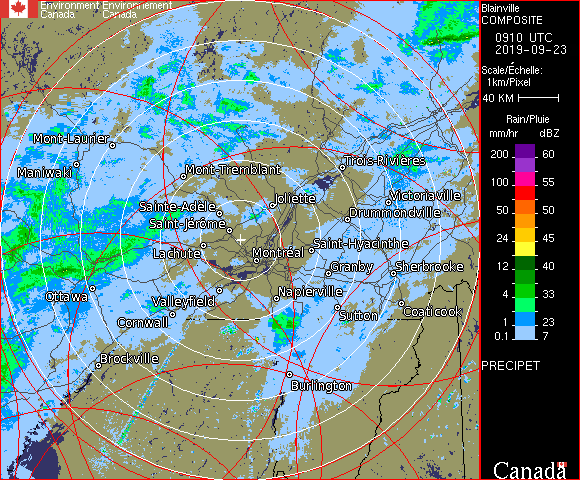 Environment Environnement
Canada Canada
Blainville
COMPOSITE
0910 UTC
2019-09-23
Scale/Échelle:
1km/Pixel
40 KM
Rain/Pluie
mm/hr dBZ
200 60
100 55
50 50
24 45
12 40
4 33
1 23
0.1 7
PRECIPET
Canada
Mont-Laurier
Maniwaki
Mont-Tremblant
Trois-Rivières
Joliette
Victoriaville
Sainte-Adèle
Drummondville
Saint-Jérôme
Lachute
Montréal
Saint-Hyacinthe
Granby
Sherbrooke
Ottawa
Valleyfield
Napierville
Cornwall
Sutton
Coaticook
Brockville
Burlington